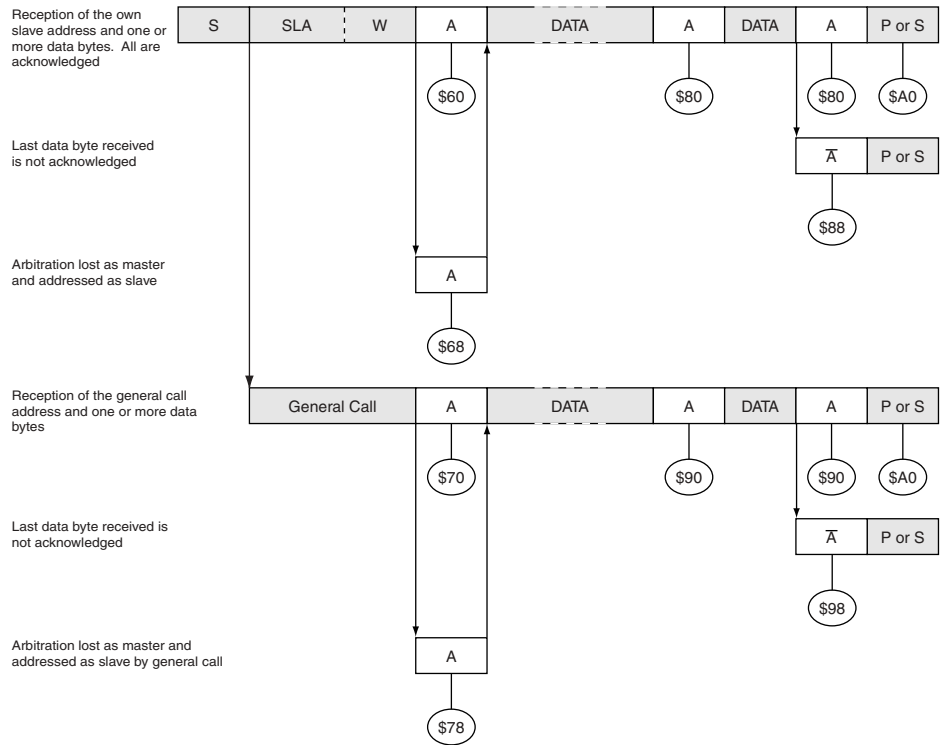 Reception of the own
slave address and one or
more data bytes. All are
acknowledged
S SLA W A DATA A DATA A P or S
$60 $80 $80 $A0
Last data byte received
is not acknowledged
A̅ P or S
$88
Arbitration lost as master
and addressed as slave
A
$68
Reception of the general call
address and one or more data
bytes
General Call A DATA A DATA A P or S
$70 $90 $90 $A0
Last data byte received is
not acknowledged
A̅ P or S
$98
Arbitration lost as master and
addressed as slave by general call
A
$78